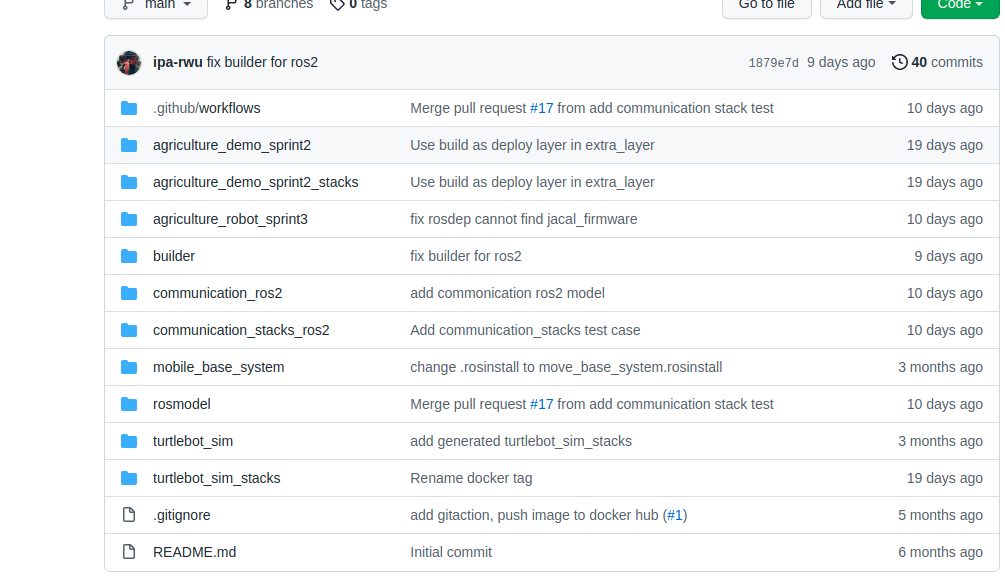 main 8 branches 0 tags Go to file Add file Code
ipa-rwu fix builder for ros2 1879e7d 9 days ago 40 commits
.github/workflows Merge pull request #17 from add communication stack test 10 days ago
agriculture_demo_sprint2 Use build as deploy layer in extra_layer 19 days ago
agriculture_demo_sprint2_stacks Use build as deploy layer in extra_layer 19 days ago
agriculture_robot_sprint3 fix rosdep cannot find jacal_firmware 10 days ago
builder fix builder for ros2 9 days ago
communication_ros2 add commonication ros2 model 10 days ago
communication_stacks_ros2 Add communication_stacks test case 10 days ago
mobile_base_system change .rosinstall to move_base_system.rosinstall 3 months ago
rosmodel Merge pull request #17 from add communication stack test 10 days ago
turtlebot_sim add generated turtlebot_sim_stacks 3 months ago
turtlebot_sim_stacks Rename docker tag 19 days ago
.gitignore add gitaction, push image to docker hub (#1) 5 months ago
README.md Initial commit 6 months ago